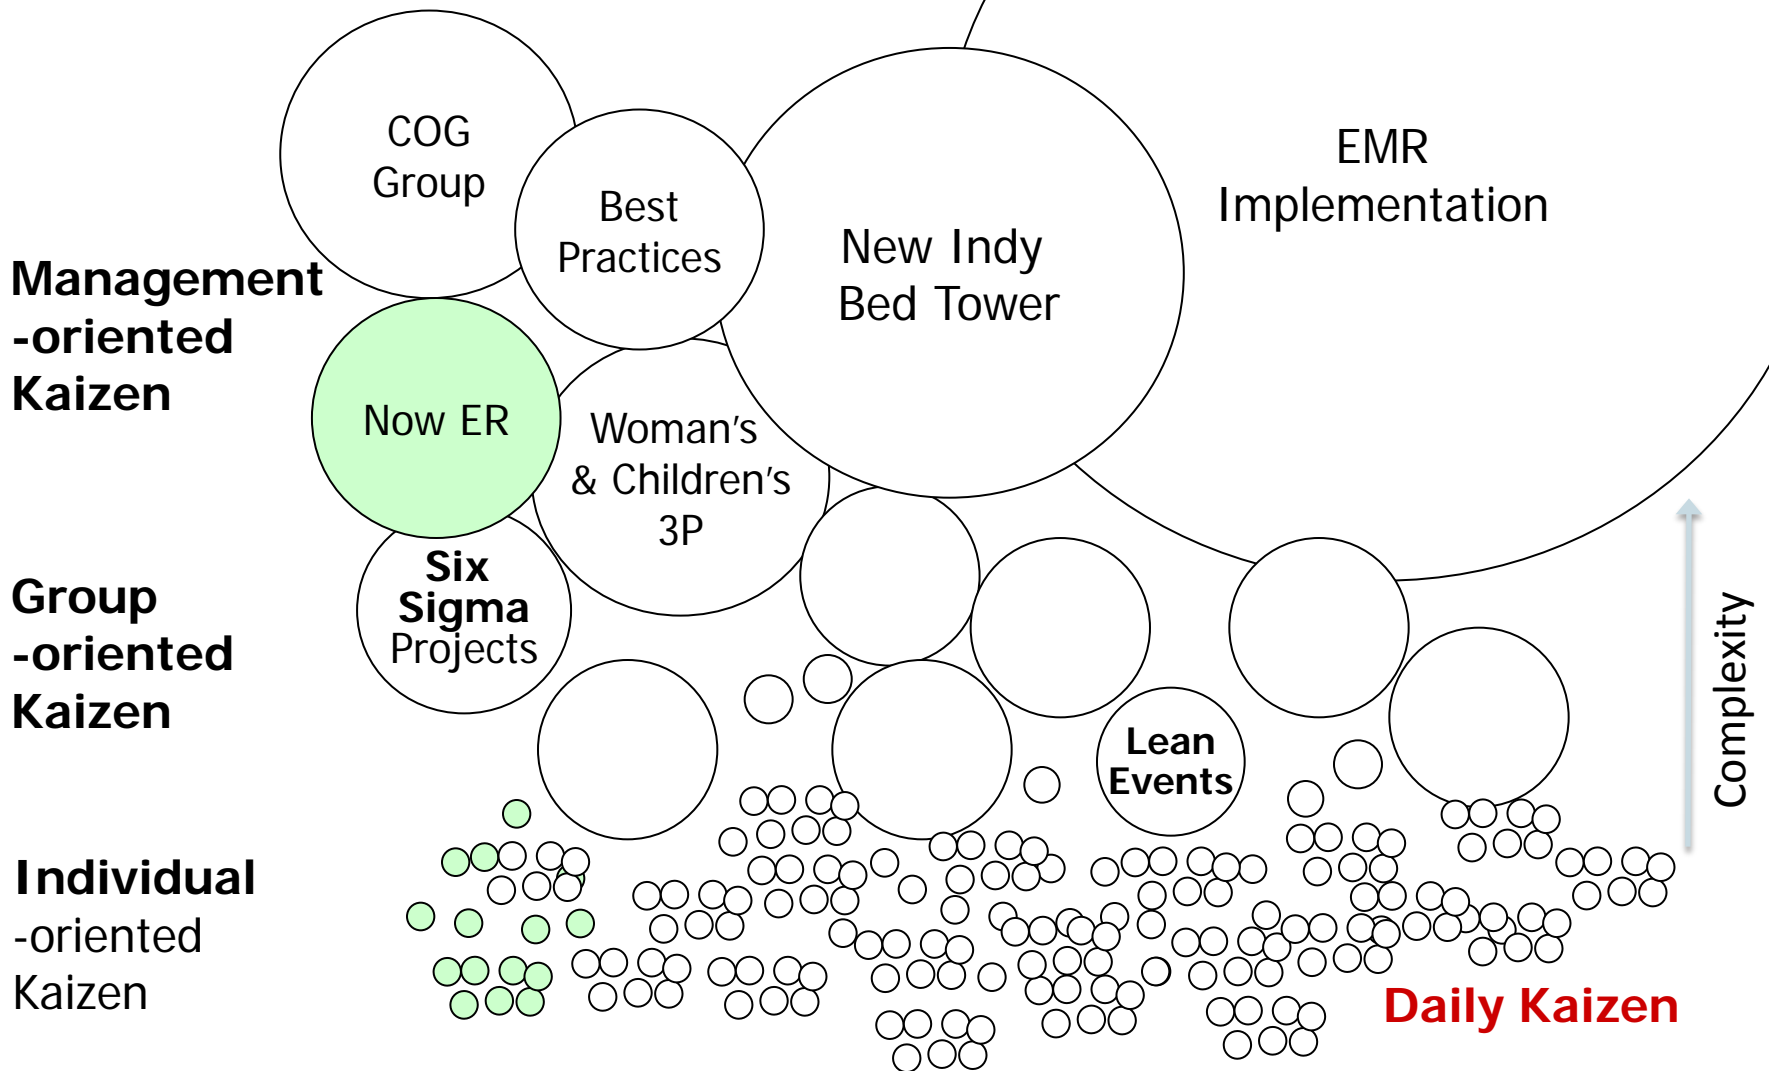 COG
Group
Best
Practices
New Indy
Bed Tower
EMR
Implementation
Management
-oriented
Kaizen
Now ER
Woman's
& Children's
3P
Six
Sigma
Projects
Group
-oriented
Kaizen
Lean
Events
Complexity
Individual
-oriented
Kaizen
Daily Kaizen